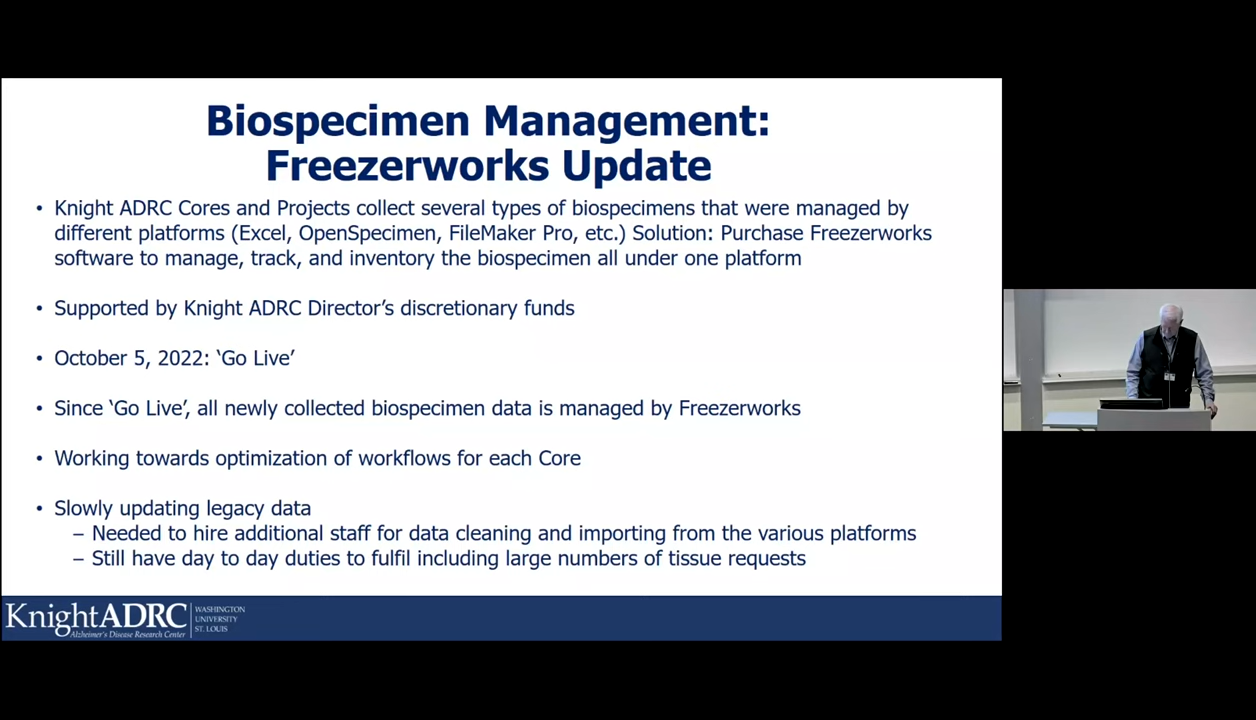 Biospecimen Management:
Freezerworks Update
• Knight ADRC Cores and Projects collect several types of biospecimens that were managed by
different platforms (Excel, OpenSpecimen, FileMaker Pro, etc.) Solution: Purchase Freezerworks
software to manage, track, and inventory the biospecimen all under one platform
• Supported by Knight ADRC Director’s discretionary funds
• October 5, 2022: ‘Go Live’
• Since ‘Go Live’, all newly collected biospecimen data is managed by Freezerworks
• Working towards optimization of workflows for each Core
• Slowly updating legacy data
– Needed to hire additional staff for data cleaning and importing from the various platforms
– Still have day to day duties to fulfil including large numbers of tissue requests
KnightADRC
Alzheimer's Disease Research Center
WASHINGTON
UNIVERSITY
ST. LOUIS